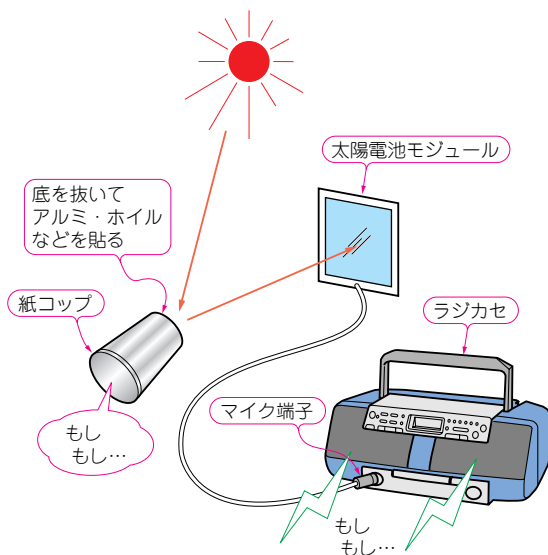 太陽電池モジュール
底を抜いて
アルミ・ホイル
などを貼る
紙コップ
ラジカセ
マイク端子
もし
もし…
もし
もし…